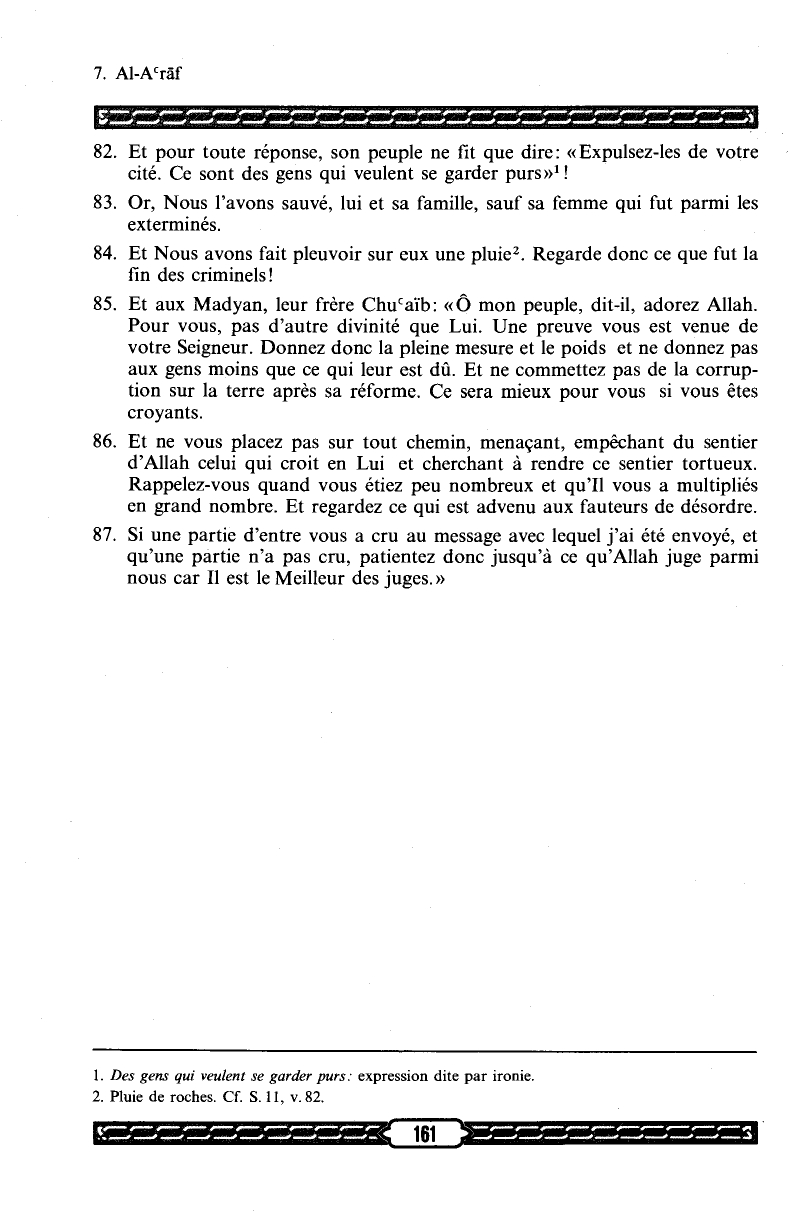 7. Al-Aᶜrāf
82. Et pour toute réponse, son peuple ne fit que dire: «Expulsez-les de votre
cité. Ce sont des gens qui veulent se garder purs»¹ !
83. Or, Nous l'avons sauvé, lui et sa famille, sauf sa femme qui fut parmi les
exterminés.
84. Et Nous avons fait pleuvoir sur eux une pluie². Regarde donc ce que fut la
fin des criminels!
85. Et aux Madyan, leur frère Chuᶜaïb: «Ô mon peuple, dit-il, adorez Allah.
Pour vous, pas d'autre divinité que Lui. Une preuve vous est venue de
votre Seigneur. Donnez donc la pleine mesure et le poids et ne donnez pas
aux gens moins que ce qui leur est dû. Et ne commettez pas de la corrup-
tion sur la terre après sa réforme. Ce sera mieux pour vous si vous êtes
croyants.
86. Et ne vous placez pas sur tout chemin, menaçant, empêchant du sentier
d'Allah celui qui croit en Lui et cherchant à rendre ce sentier tortueux.
Rappelez-vous quand vous étiez peu nombreux et qu'Il vous a multipliés
en grand nombre. Et regardez ce qui est advenu aux fauteurs de désordre.
87. Si une partie d'entre vous a cru au message avec lequel j'ai été envoyé, et
qu'une partie n'a pas cru, patientez donc jusqu'à ce qu'Allah juge parmi
nous car Il est le Meilleur des juges.»
1. Des gens qui veulent se garder purs: expression dite par ironie.
2. Pluie de roches. Cf. S. 11, v. 82.
161